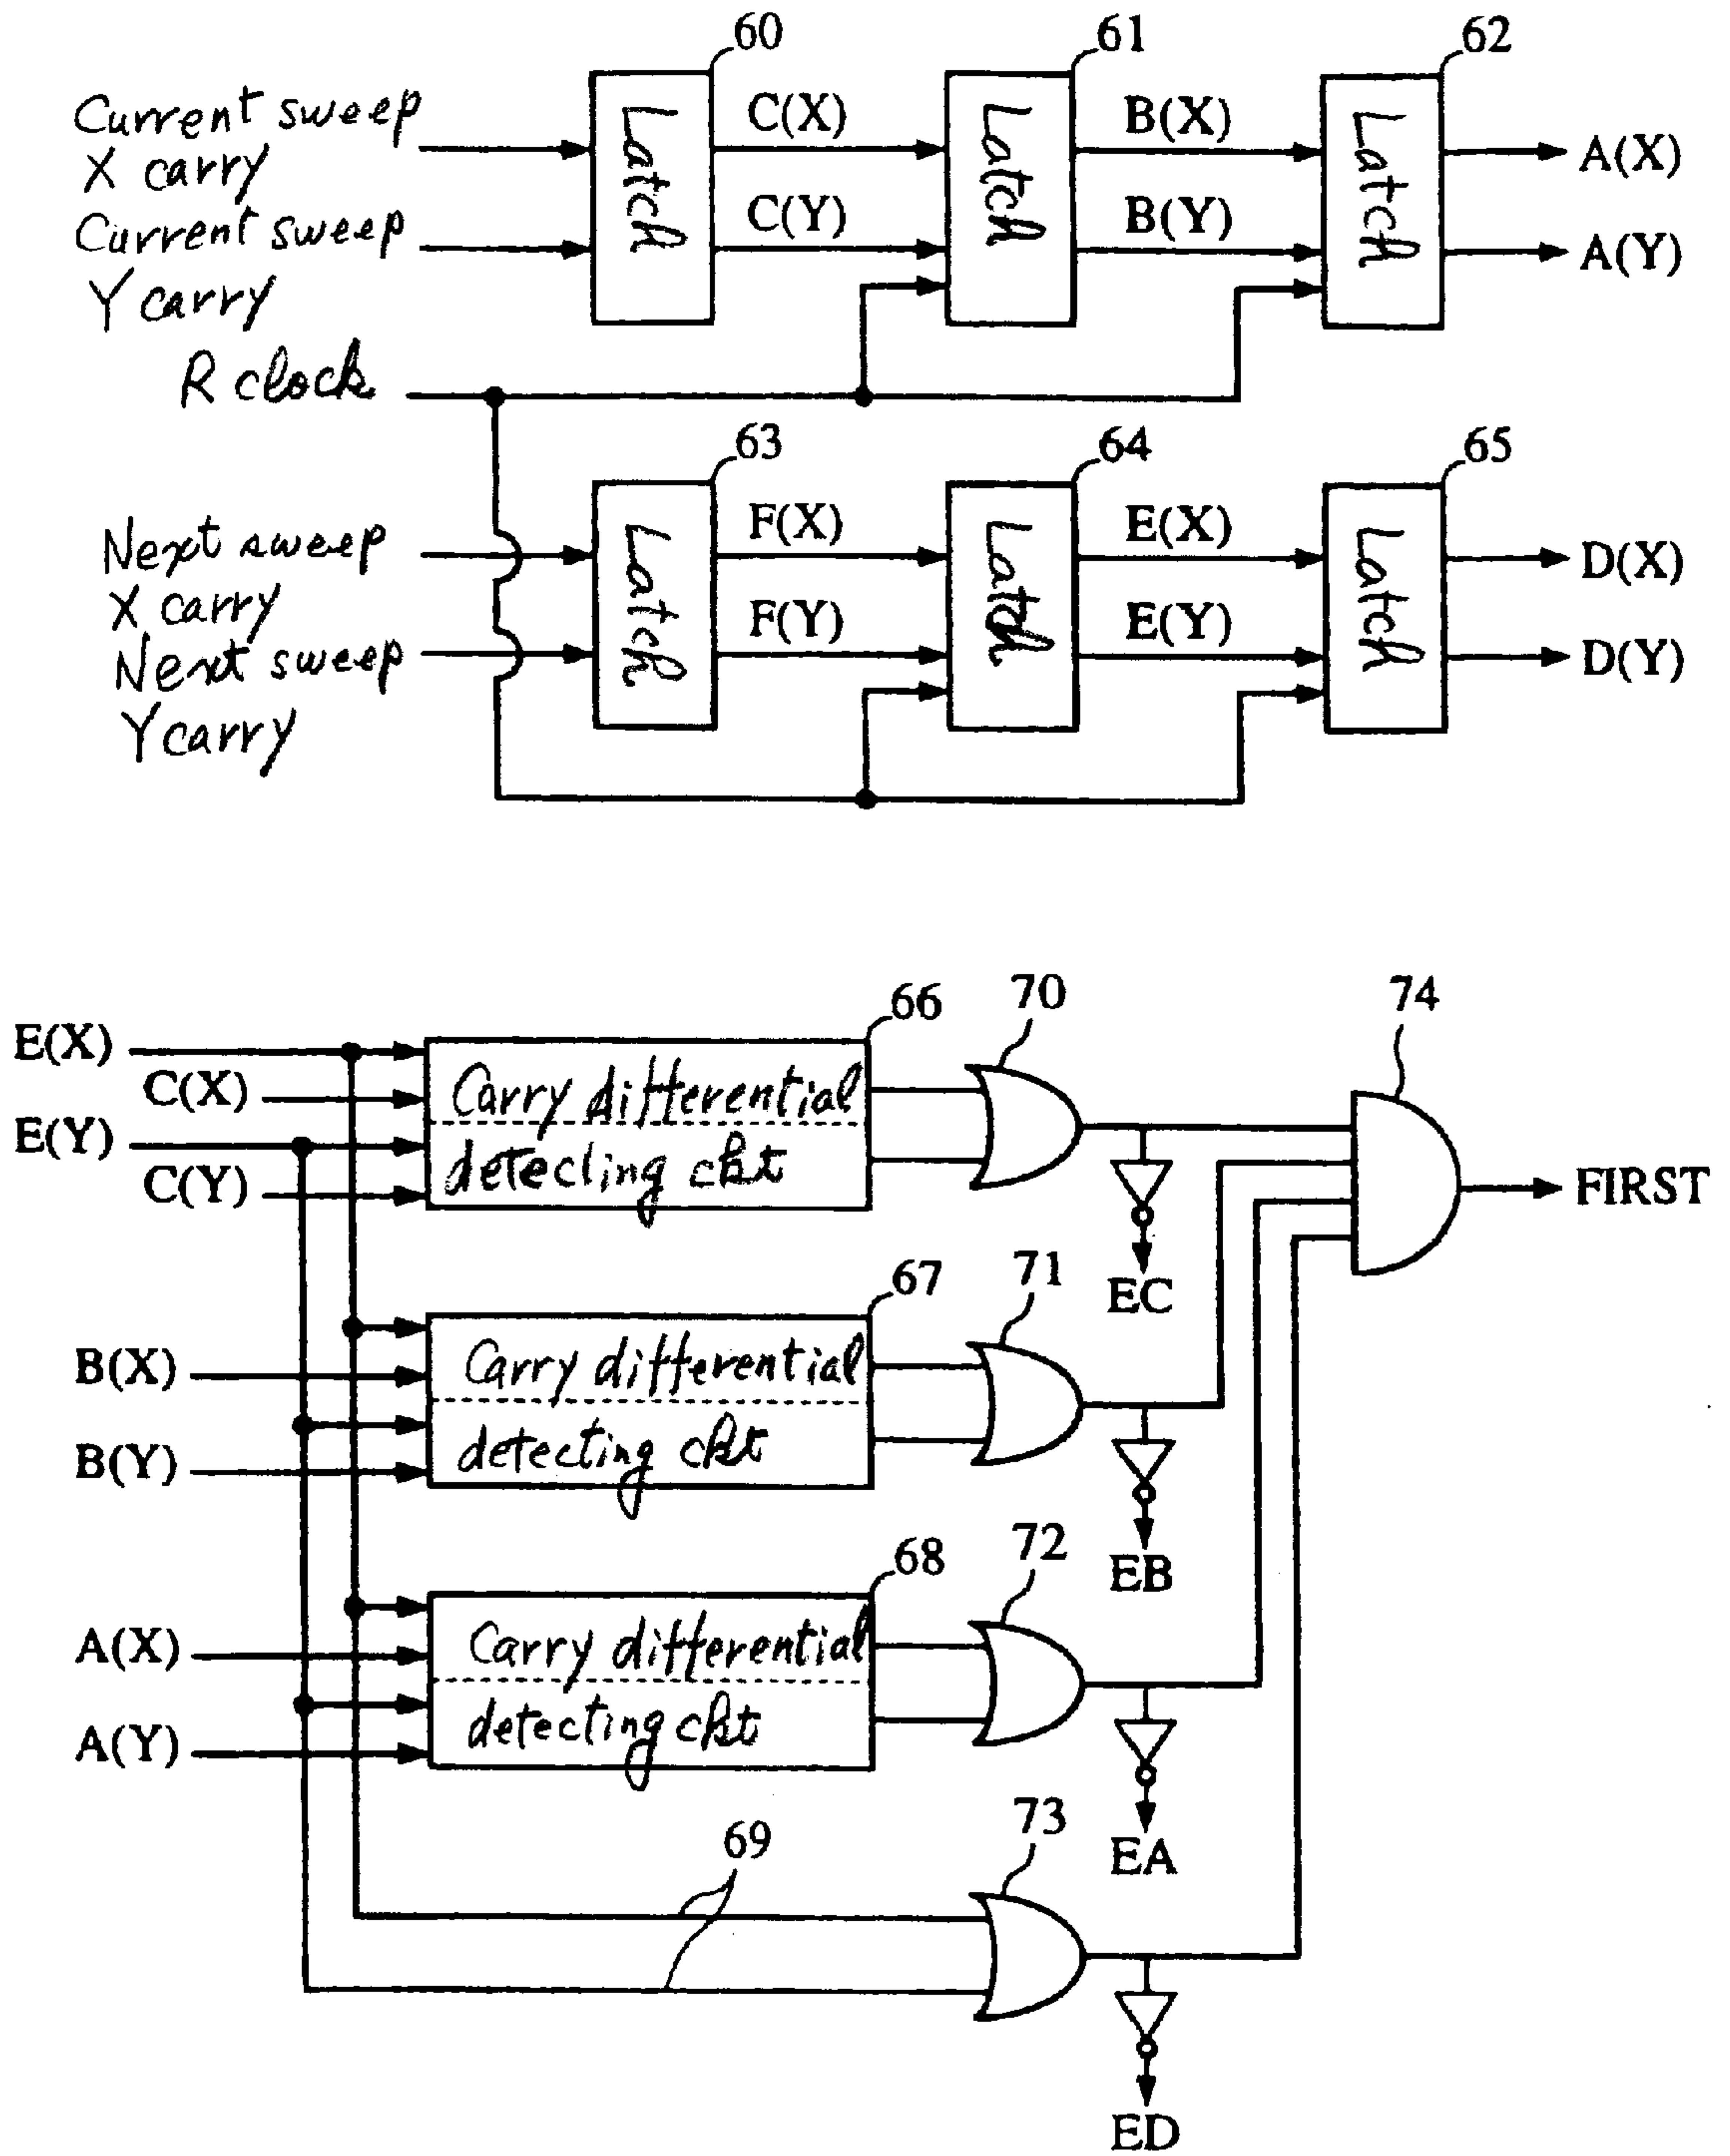 60
61
62
Current sweep
X carry
Latch
C(X)
Latch
B(X)
Latch
A(X)
Current sweep
Y carry
C(Y)
B(Y)
A(Y)
R clock
63
64
65
Next sweep
X carry
Latch
F(X)
Latch
E(X)
Latch
D(X)
Next sweep
Y carry
F(Y)
E(Y)
D(Y)
66
70
74
E(X)
C(X)
E(Y)
C(Y)
Carry differential
detecting ckt
FIRST
EC
67
71
B(X)
B(Y)
Carry differential
detecting ckt
EB
68
72
A(X)
A(Y)
Carry differential
detecting ckt
EA
69
73
ED